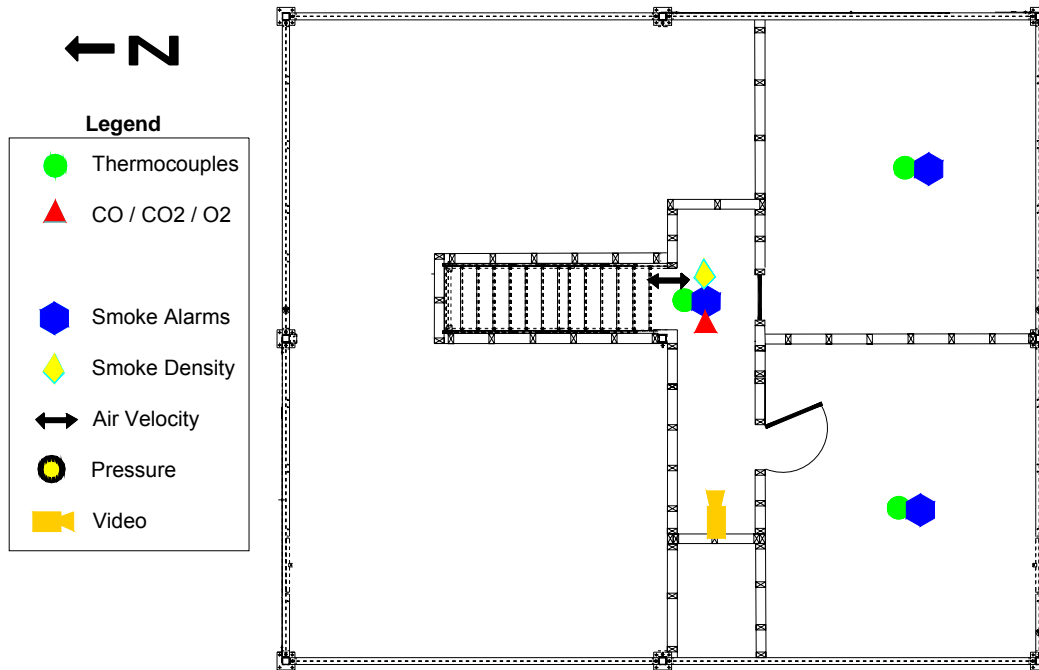 N
Legend
Thermocouples
CO / CO2 / O2
Smoke Alarms
Smoke Density
Air Velocity
Pressure
Video